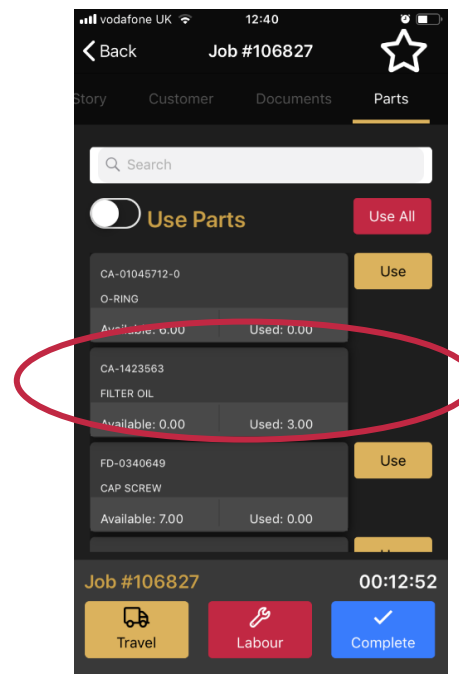 vodafone UK 12:40
Back Job #106827
Story Customer Documents Parts
Search
Use Parts Use All
CA-01045712-0 Use
O-RING
Available: 6.00 Used: 0.00
CA-1423563
FILTER OIL
Available: 0.00 Used: 3.00
FD-0340649 Use
CAP SCREW
Available: 7.00 Used: 0.00
Job #106827 00:12:52
Travel Labour Complete